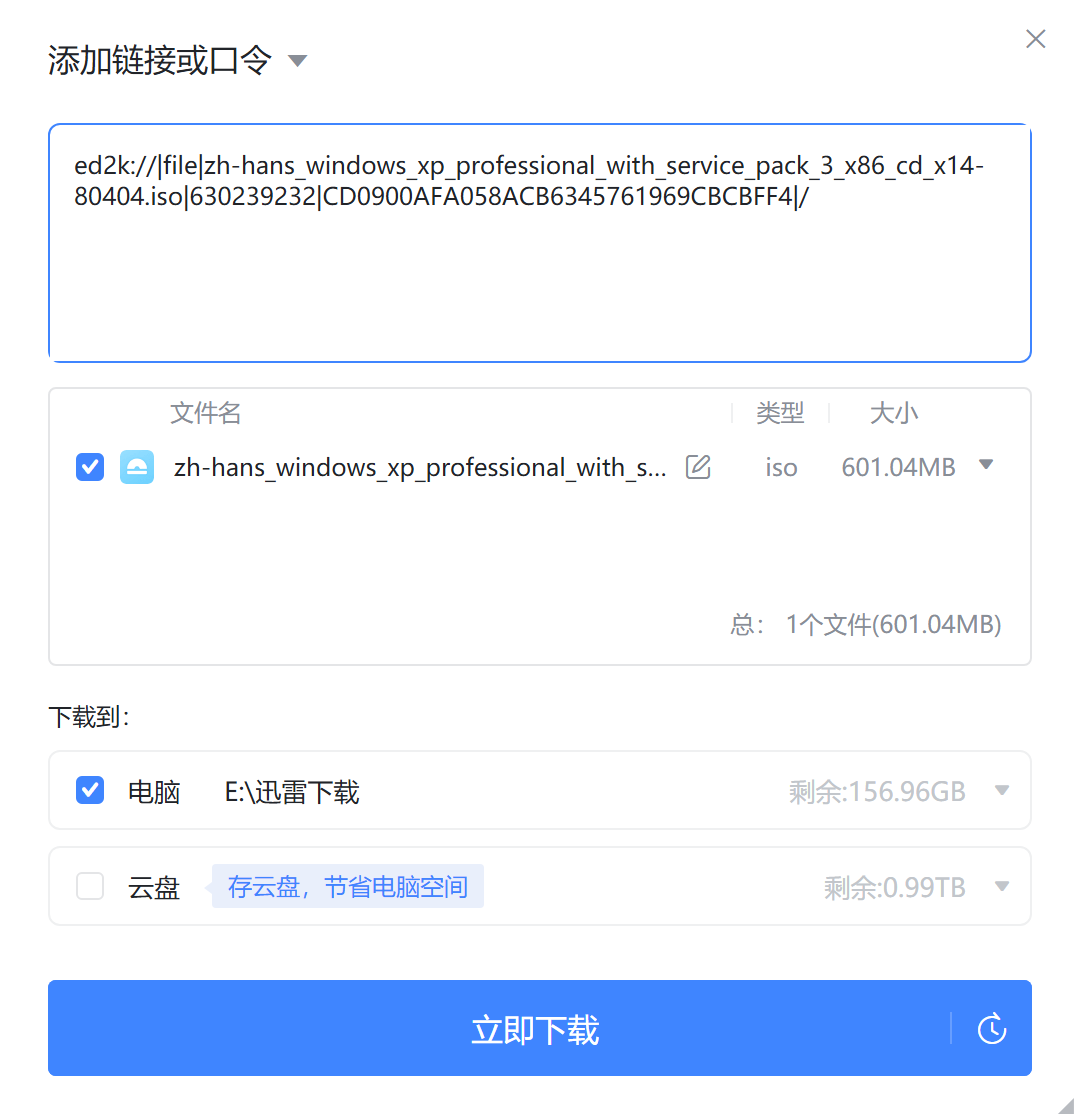 添加链接或口令
ed2k://|file|zh-hans_windows_xp_professional_with_service_pack_3_x86_cd_x14-
80404.iso|630239232|CD0900AFA058ACB6345761969CBCBFF4|/
文件名 类型 大小
zh-hans_windows_xp_professional_with_s... iso 601.04MB
总： 1个文件(601.04MB)
下载到：
电脑 E:\迅雷下载 剩余:156.96GB
云盘 存云盘，节省电脑空间 剩余:0.99TB
立即下载